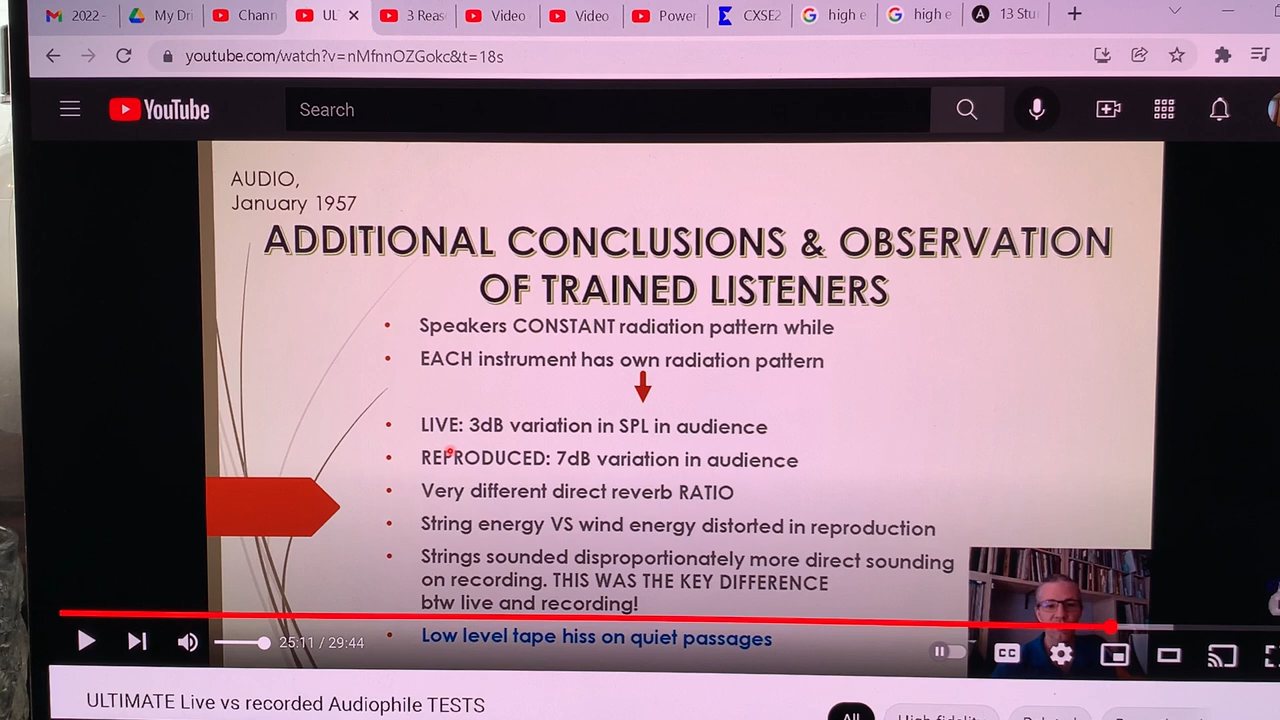 2022 -
My Dri
Chann
UL
3 Reas
Video
Video
Power
CXSE2
high e
high e
13 Stu
youtube.com/watch?v=nMfnnOZGokc&t=18s
YouTube
Search
AUDIO,
January 1957
ADDITIONAL CONCLUSIONS & OBSERVATION
OF TRAINED LISTENERS
• Speakers CONSTANT radiation pattern while
• EACH instrument has own radiation pattern
• LIVE: 3dB variation in SPL in audience
• REPRODUCED: 7dB variation in audience
• Very different direct reverb RATIO
• String energy VS wind energy distorted in reproduction
• Strings sounded disproportionately more direct sounding
on recording. THIS WAS THE KEY DIFFERENCE
btw live and recording!
• Low level tape hiss on quiet passages
25:11 / 29:44
CC
ULTIMATE Live vs recorded Audiophile TESTS
All
High fidelity